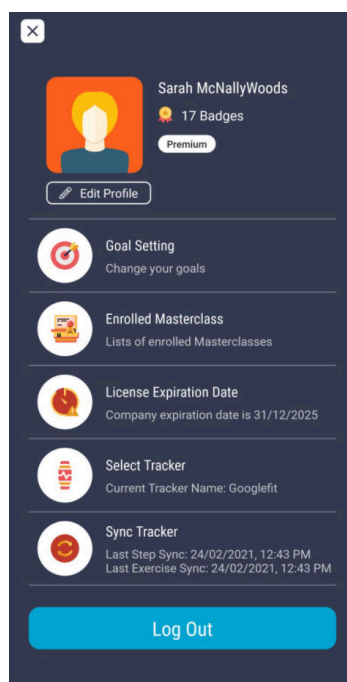 Sarah McNallyWoods
17 Badges
Premium
Edit Profile
Goal Setting
Change your goals
Enrolled Masterclass
Lists of enrolled Masterclasses
License Expiration Date
Company expiration date is 31/12/2025
Select Tracker
Current Tracker Name: Googlefit
Sync Tracker
Last Step Sync: 24/02/2021, 12:43 PM
Last Exercise Sync: 24/02/2021, 12:43 PM
Log Out